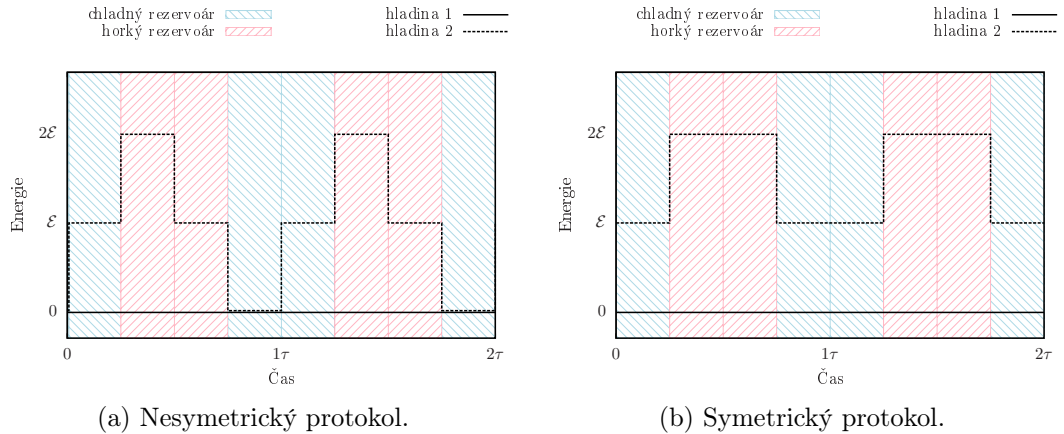 chladný rezervoár
horký rezervoár
hladina 1
hladina 2
2ℰ
ℰ
0
Energie
0
1τ
2τ
Čas
(a) Nesymetrický protokol.
chladný rezervoár
horký rezervoár
hladina 1
hladina 2
2ℰ
ℰ
0
Energie
0
1τ
2τ
Čas
(b) Symetrický protokol.